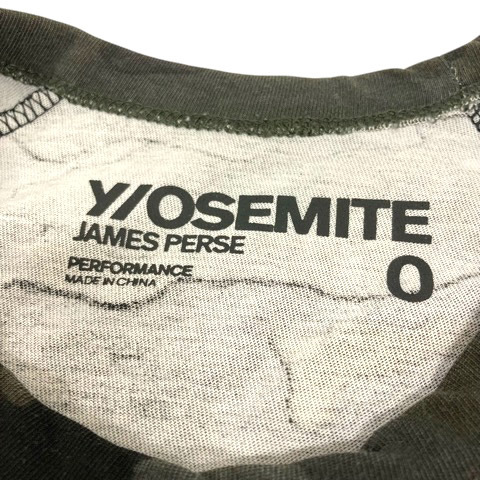 Y/OSEMITE
JAMES PERSE
PERFORMANCE
MADE IN CHINA
0